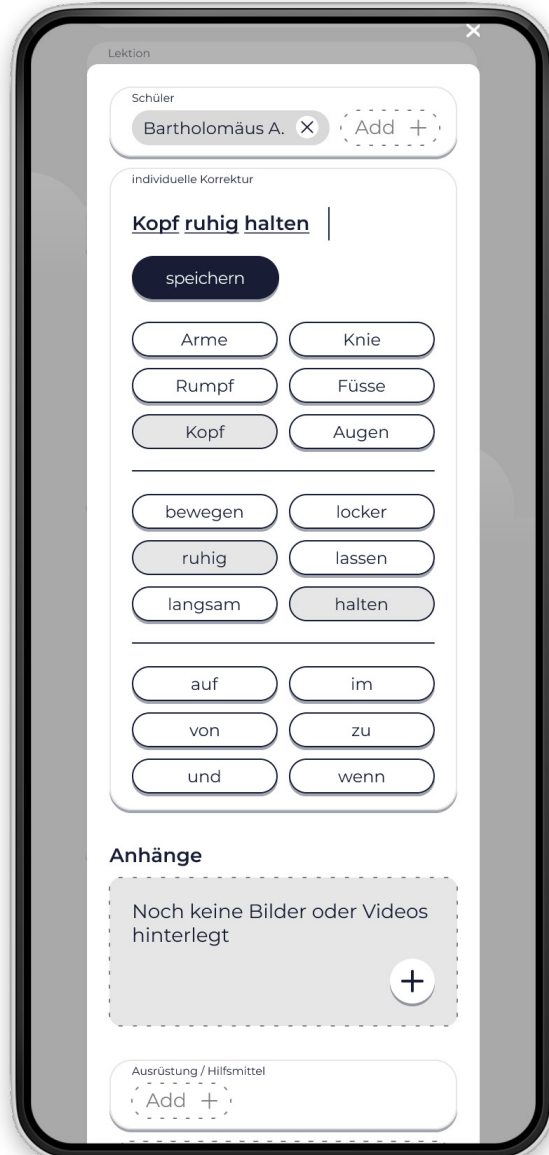 Lektion
Schüler
Bartholomäus A.
Add +
individuelle Korrektur
Kopf ruhig halten
speichern
Arme
Knie
Rumpf
Füsse
Kopf
Augen
bewegen
locker
ruhig
lassen
langsam
halten
auf
im
von
zu
und
wenn
Anhänge
Noch keine Bilder oder Videos
hinterlegt
Ausrüstung / Hilfsmittel
Add +